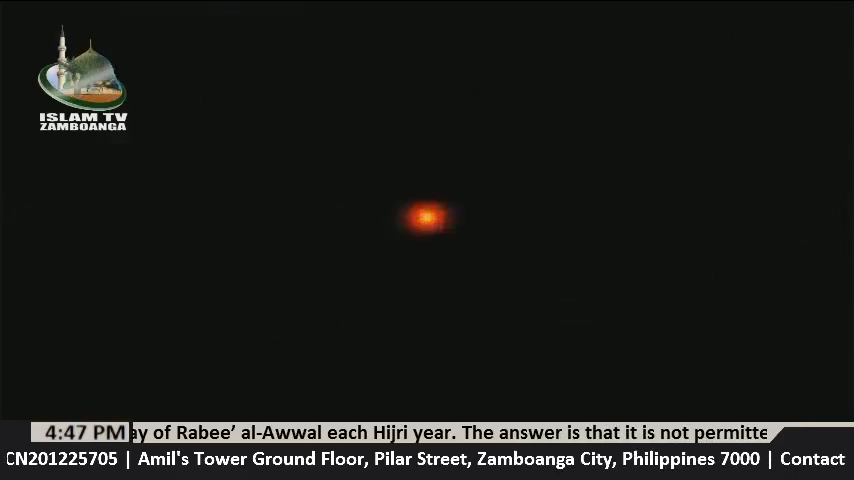 ISLAM TV
ZAMBOANGA
4:47 PM
ay of Rabee’ al-Awwal each Hijri year. The answer is that it is not permitte
CN201225705 | Amil's Tower Ground Floor, Pilar Street, Zamboanga City, Philippines 7000 | Contact